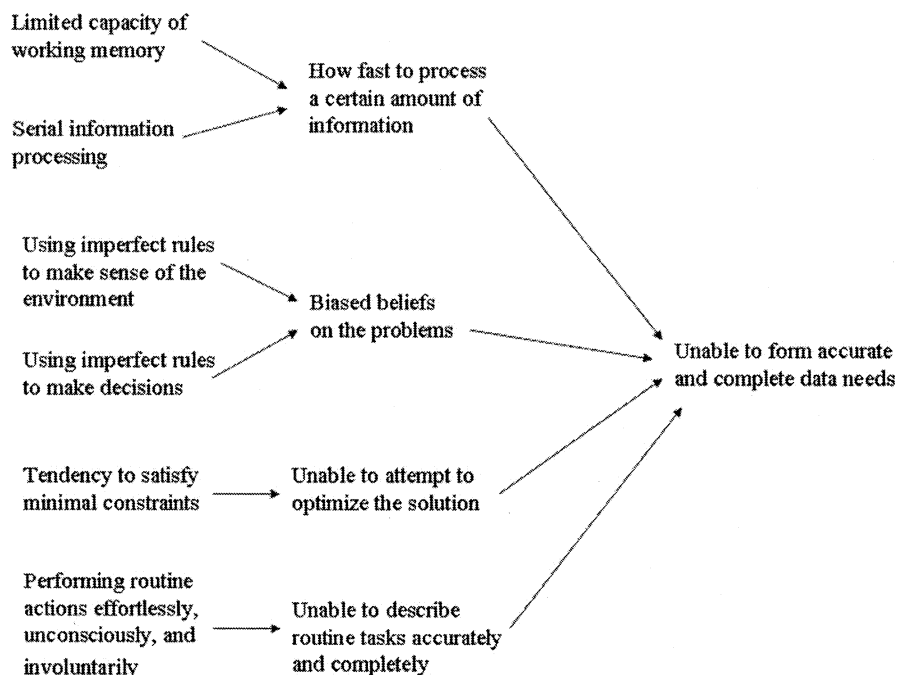 Limited capacity of
working memory
How fast to process
a certain amount of
information
Serial information
processing
Using imperfect rules
to make sense of the
environment
Biased beliefs
on the problems
Using imperfect rules
to make decisions
Unable to form accurate
and complete data needs
Tendency to satisfy
minimal constraints
Unable to attempt to
optimize the solution
Performing routine
actions effortlessly,
unconsciously, and
involuntarily
Unable to describe
routine tasks accurately
and completely